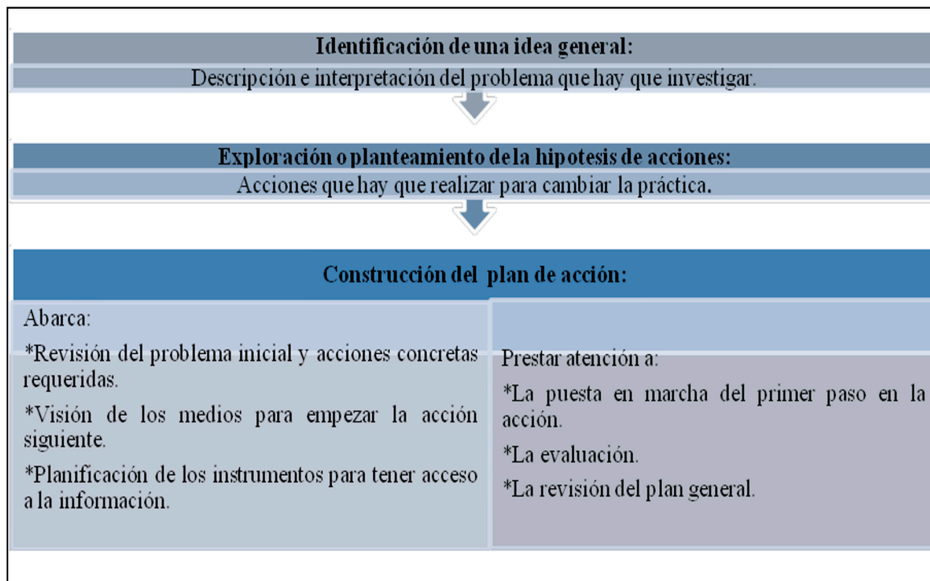 Identificación de una idea general:
Descripción e interpretación del problema que hay que investigar.
Exploración o planteamiento de la hipotesis de acciones:
Acciones que hay que realizar para cambiar la práctica.
Construcción del plan de acción:
Abarca:
*Revisión del problema inicial y acciones concretas
requeridas.
*Visión de los medios para empezar la acción
siguiente.
*Planificación de los instrumentos para tener acceso
a la información.
Prestar atención a:
*La puesta en marcha del primer paso en la
acción.
*La evaluación.
*La revisión del plan general.